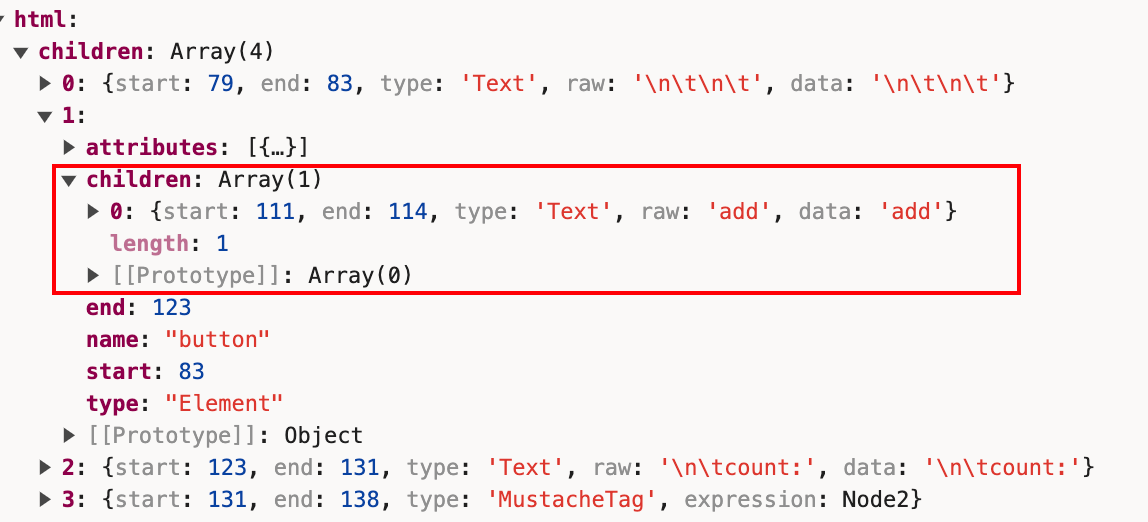 html:
children: Array(4)
0: {start: 79, end: 83, type: 'Text', raw: '\n\t\n\t', data: '\n\t\n\t'}
1:
attributes: [{…}]
children: Array(1)
0: {start: 111, end: 114, type: 'Text', raw: 'add', data: 'add'}
length: 1
[[Prototype]]: Array(0)
end: 123
name: "button"
start: 83
type: "Element"
[[Prototype]]: Object
2: {start: 123, end: 131, type: 'Text', raw: '\n\tcount:', data: '\n\tcount:'}
3: {start: 131, end: 138, type: 'MustacheTag', expression: Node2}